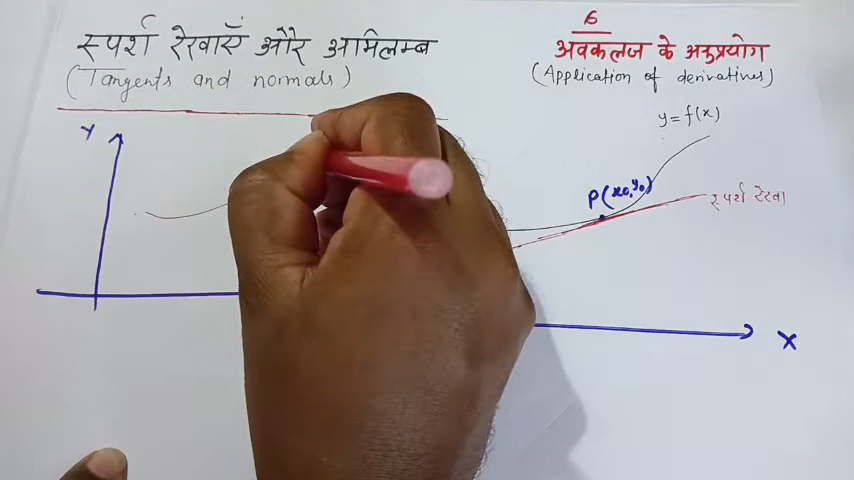 स्पर्श रेखाएँ और अभिलम्ब
(Tangents and normals)
6
अवकलज के अनुप्रयोग
(Application of derivatives)
y = f(x)
Y
P(x0, y0)
स्पर्श रेखा
X